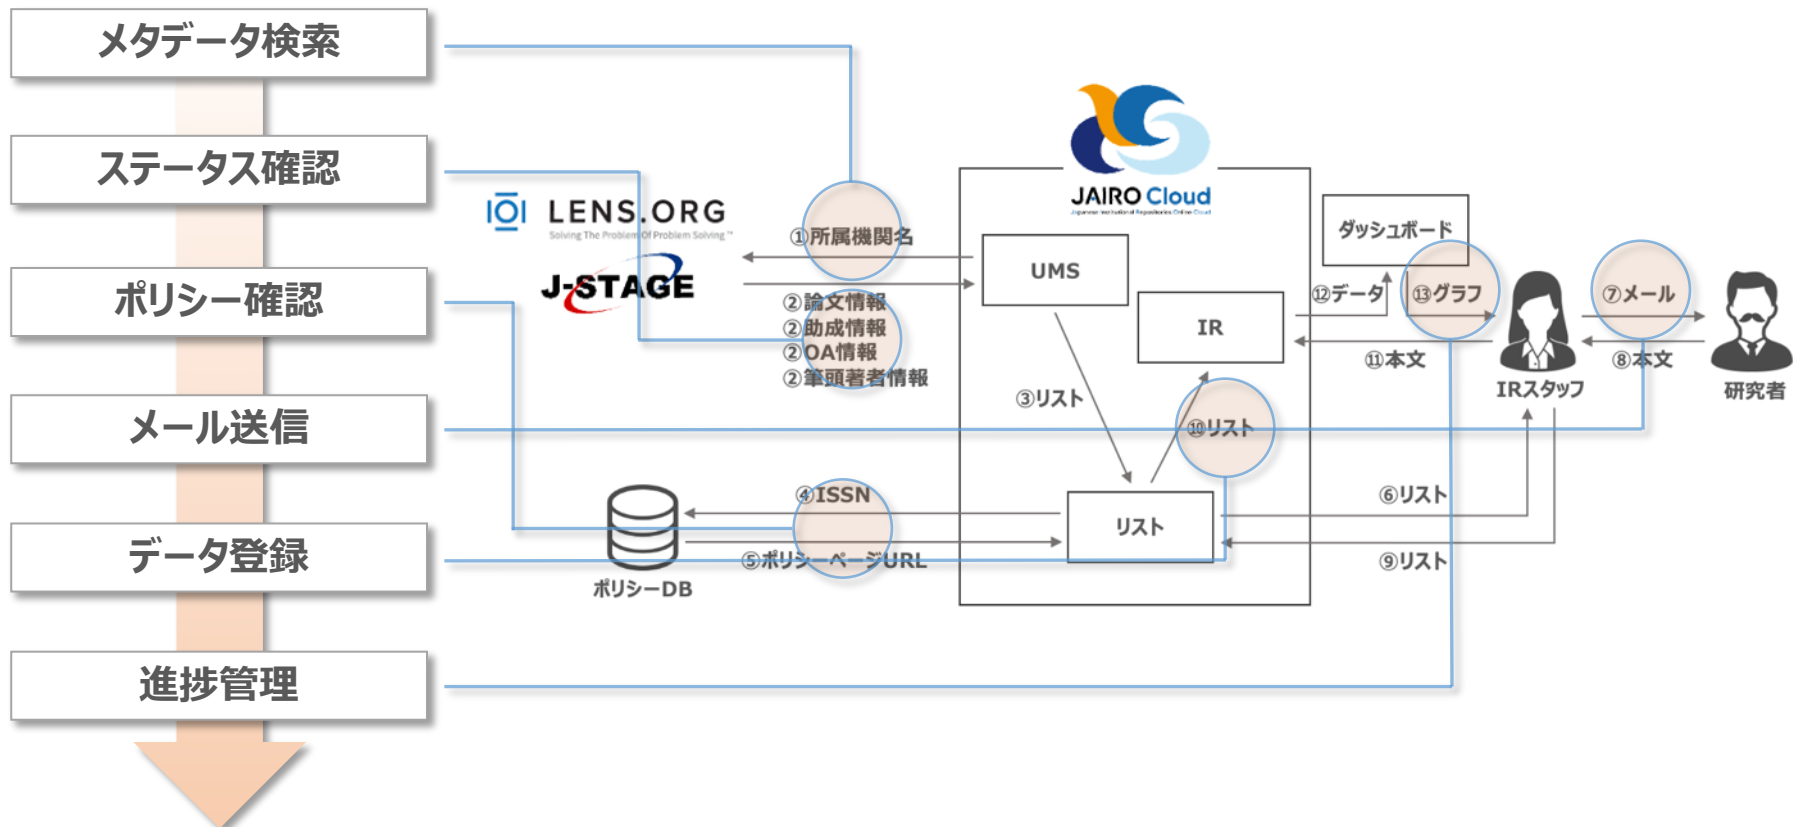 メタデータ検索
ステータス確認
ポリシー確認
メール送信
データ登録
進捗管理
LENS.ORG
Solving The Problem Of Problem Solving™
J-STAGE
①所属機関名
②論文情報
②助成情報
②OA情報
②筆頭著者情報
JAIRO Cloud
Japanese Institutional Repositories Online Cloud
UMS
IR
③リスト
⑩リスト
リスト
④ISSN
⑤ポリシーページURL
ポリシーDB
ダッシュボード
⑫データ
⑬グラフ
⑪本文
⑦メール
⑧本文
IRスタッフ
研究者
⑥リスト
⑨リスト